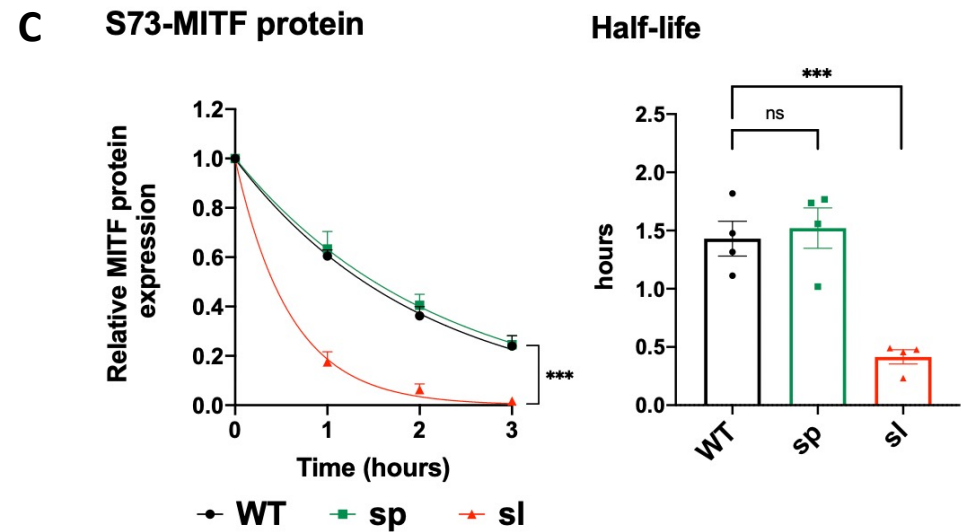 C
S73-MITF protein
Half-life
Relative MITF protein
expression
1.2
1.0
0.8
0.6
0.4
0.2
0.0
0
1
2
3
Time (hours)
***
WT
sp
sl
hours
2.5
2.0
1.5
1.0
0.5
0.0
***
ns
WT
sp
sl